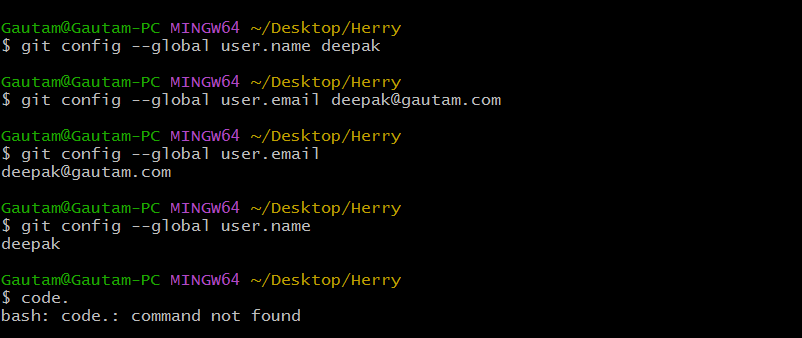 Gautam@Gautam-PC MINGW64 ~/Desktop/Herry
$ git config --global user.name deepak
Gautam@Gautam-PC MINGW64 ~/Desktop/Herry
$ git config --global user.email deepak@gautam.com
Gautam@Gautam-PC MINGW64 ~/Desktop/Herry
$ git config --global user.email
deepak@gautam.com
Gautam@Gautam-PC MINGW64 ~/Desktop/Herry
$ git config --global user.name
deepak
Gautam@Gautam-PC MINGW64 ~/Desktop/Herry
$ code.
bash: code.: command not found